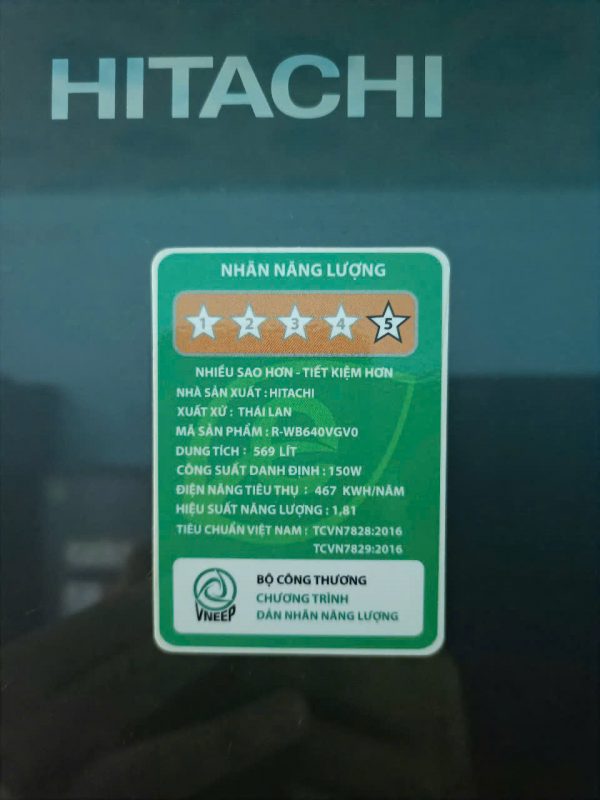 HITACHI
NHÃN NĂNG LƯỢNG
1 2 3 4 5
NHIỀU SAO HƠN - TIẾT KIỆM HƠN
NHÀ SẢN XUẤT : HITACHI
XUẤT XỨ : THÁI LAN
MÃ SẢN PHẨM : R-WB640VGV0
DUNG TÍCH : 569 LÍT
CÔNG SUẤT DANH ĐỊNH : 150W
ĐIỆN NĂNG TIÊU THỤ : 467 KWH/NĂM
HIỆU SUẤT NĂNG LƯỢNG : 1,81
TIÊU CHUẨN VIỆT NAM : TCVN7828:2016
TCVN7829:2016
BỘ CÔNG THƯƠNG
CHƯƠNG TRÌNH
DÁN NHÃN NĂNG LƯỢNG
VNEEP